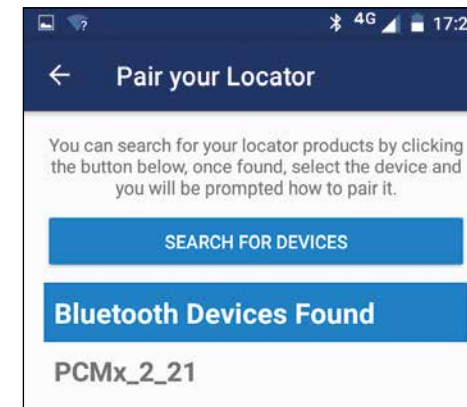 4G 17:2
Pair your Locator
You can search for your locator products by clicking
the button below, once found, select the device and
you will be prompted how to pair it.
SEARCH FOR DEVICES
Bluetooth Devices Found
PCMx_2_21